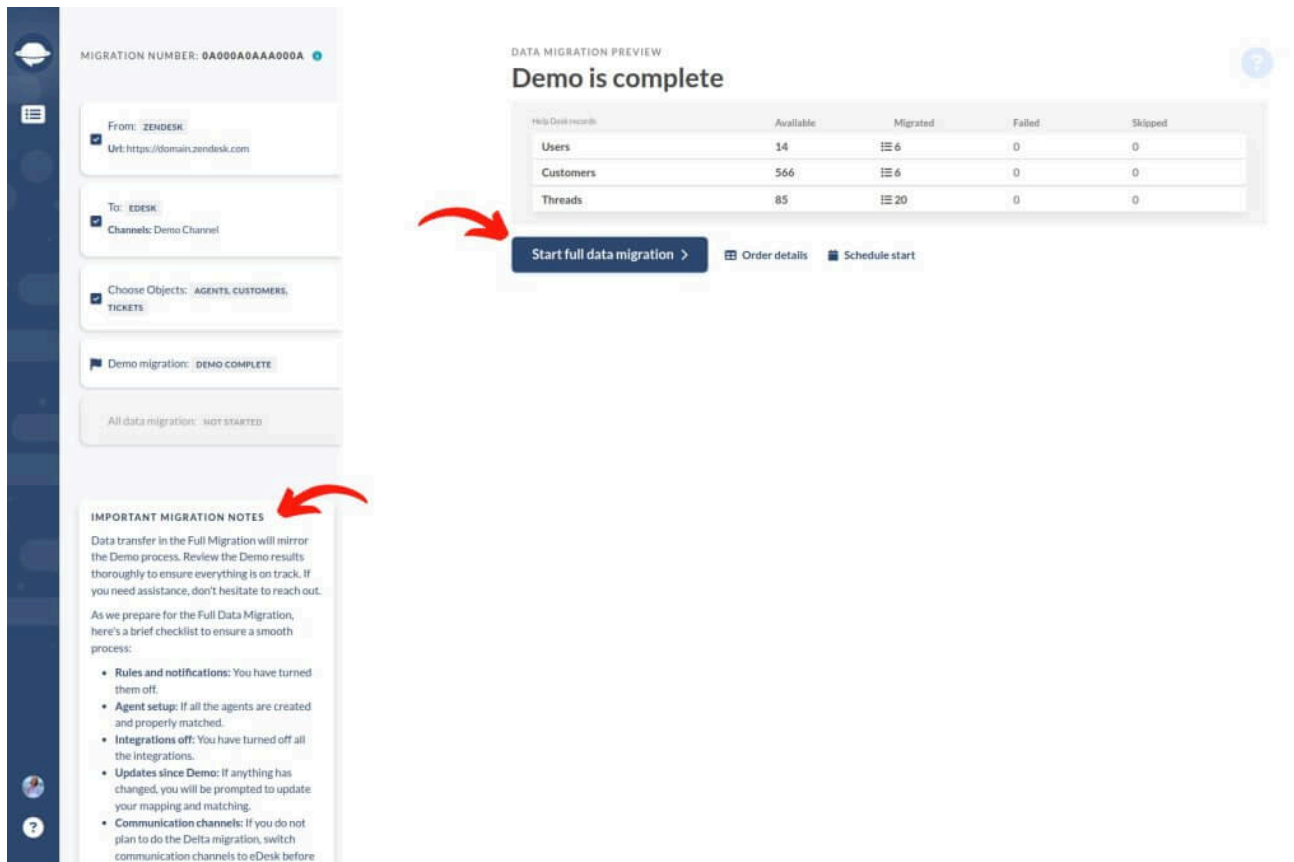 MIGRATION NUMBER: 0A000A0AAA000A
From: ZENDESK
Url: https://domain.zendesk.com
To: EDESK
Channels: Demo Channel
Choose Objects: AGENTS, CUSTOMERS,
TICKETS
Demo migration: DEMO COMPLETE
All data migration: NOT STARTED
IMPORTANT MIGRATION NOTES
Data transfer in the Full Migration will mirror
the Demo process. Review the Demo results
thoroughly to ensure everything is on track. If
you need assistance, don't hesitate to reach out.
As we prepare for the Full Data Migration,
here's a brief checklist to ensure a smooth
process:
• Rules and notifications: You have turned
them off.
• Agent setup: If all the agents are created
and properly matched.
• Integrations off: You have turned off all
the integrations.
• Updates since Demo: If anything has
changed, you will be prompted to update
your mapping and matching.
• Communication channels: If you do not
plan to do the Delta migration, switch
communication channels to eDesk before
DATA MIGRATION PREVIEW
Demo is complete
Help Desk records Available Migrated Failed Skipped
Users 14 6 0 0
Customers 566 6 0 0
Threads 85 20 0 0
Start full data migration > Order details Schedule start
?
?